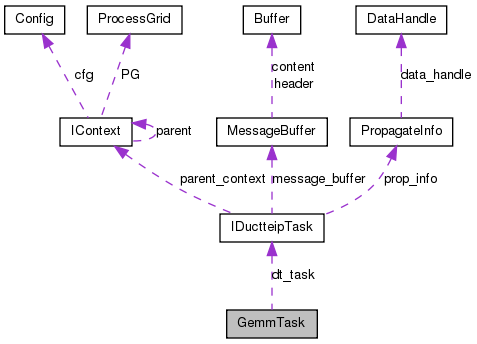 Config
ProcessGrid
Buffer
DataHandle
cfg
PG
content
header
data_handle
IContext
parent
MessageBuffer
PropagateInfo
parent_context
message_buffer
prop_info
IDuctteipTask
dt_task
GemmTask